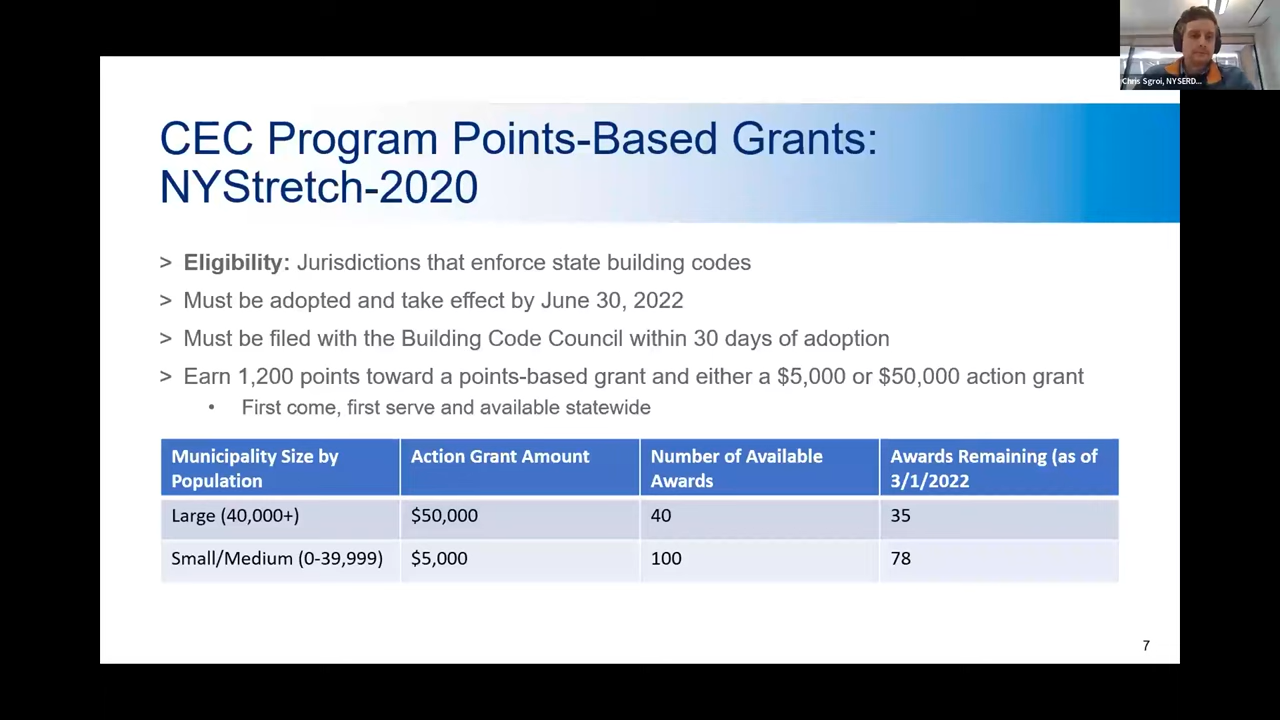 Chris Sgroi, NYSERD...
CEC Program Points-Based Grants:
NYStretch-2020
> Eligibility: Jurisdictions that enforce state building codes
> Must be adopted and take effect by June 30, 2022
> Must be filed with the Building Code Council within 30 days of adoption
> Earn 1,200 points toward a points-based grant and either a $5,000 or $50,000 action grant
• First come, first serve and available statewide
Municipality Size by Population Action Grant Amount Number of Available Awards Awards Remaining (as of 3/1/2022
Large (40,000+) $50,000 40 35
Small/Medium (0-39,999) $5,000 100 78
7